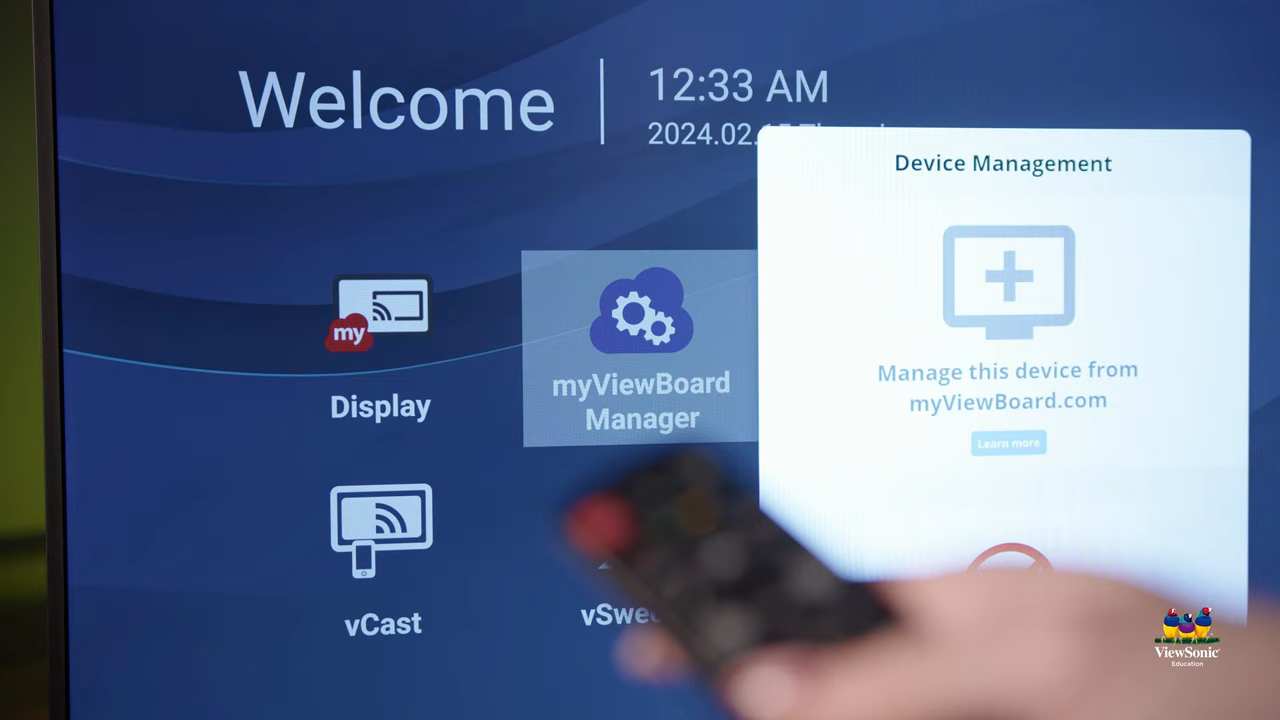 Welcome
12:33 AM
2024.02.
Device Management
my
Display
myViewBoard
Manager
Manage this device from
myViewBoard.com
Learn more
vCast
ViewSonic
Education